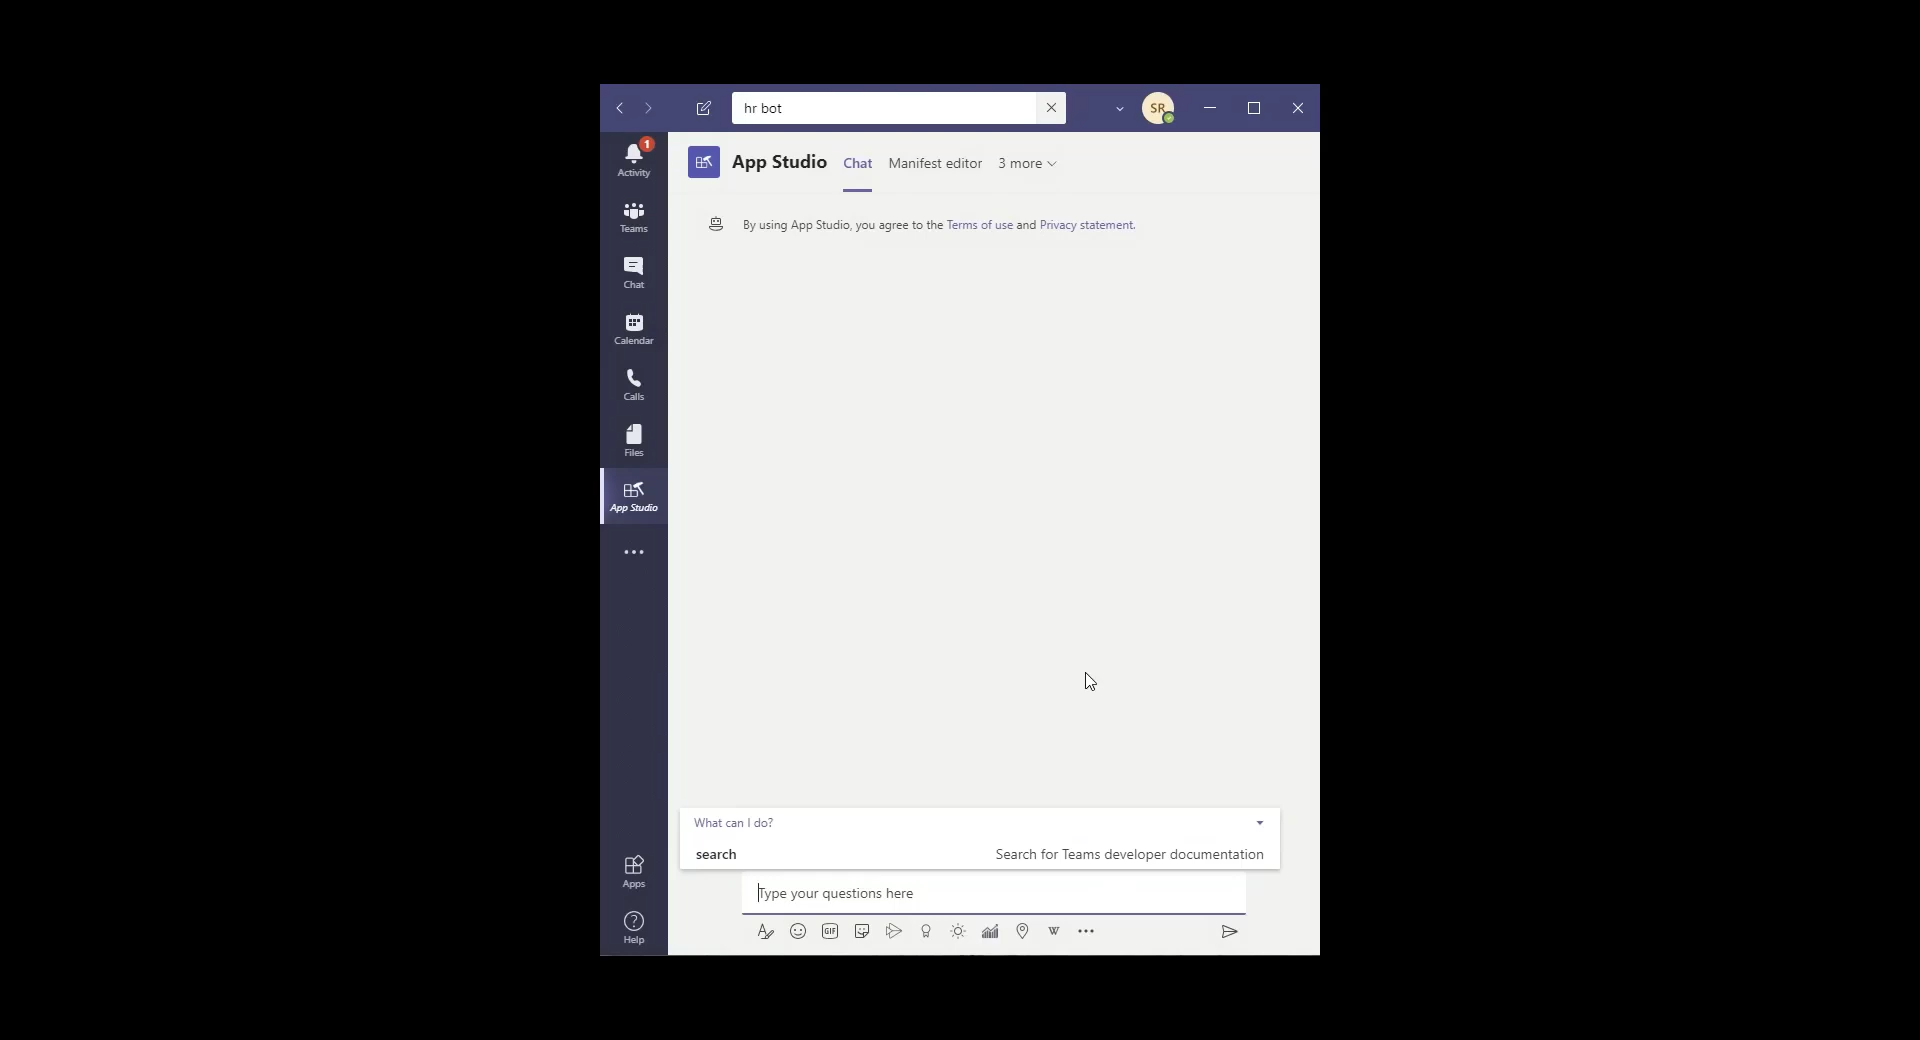 hr bot
SR
1
Activity
Teams
Chat
Calendar
Calls
Files
App Studio
Apps
Help
App Studio Chat Manifest editor 3 more
By using App Studio, you agree to the Terms of use and Privacy statement.
What can I do?
search Search for Teams developer documentation
Type your questions here
GIF
W